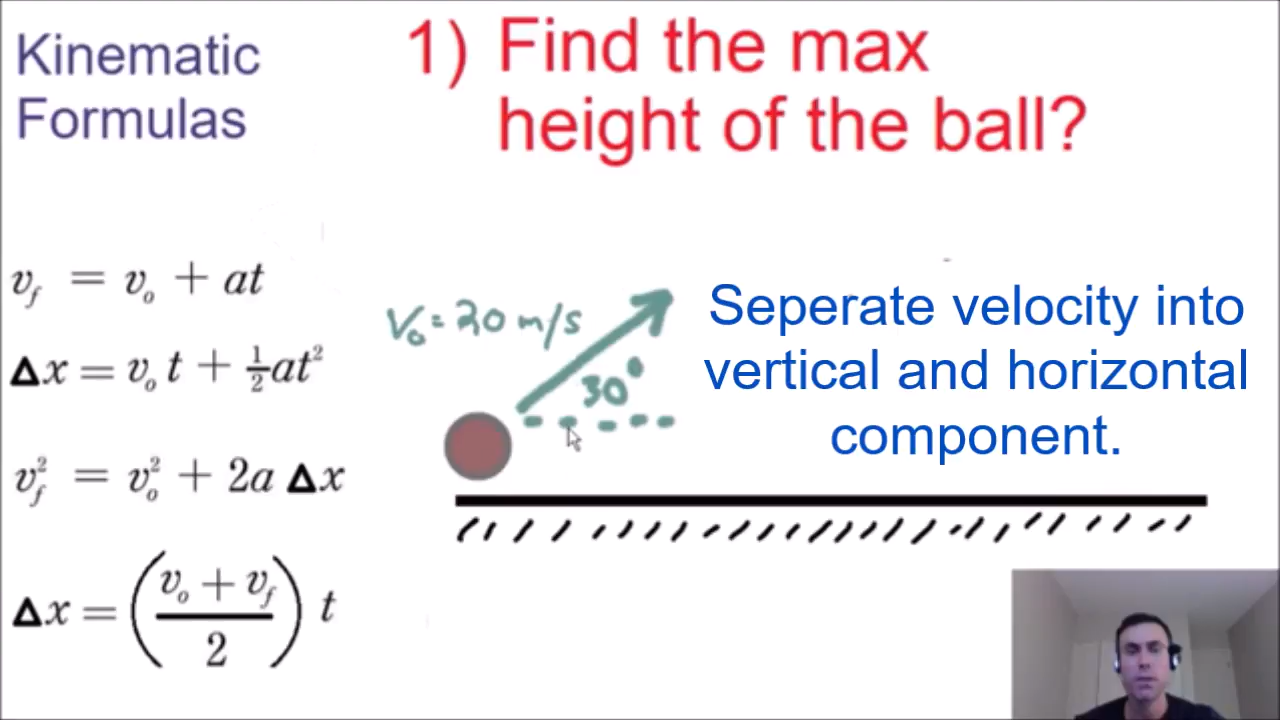 Kinematic
Formulas
1) Find the max
height of the ball?
v_f = v_o + at
Δx = v_o t + ½at²
v_f² = v_o² + 2a Δx
Δx = ((v_o + v_f)/2) t
V_o = 20 m/s
30°
Seperate velocity into
vertical and horizontal
component.